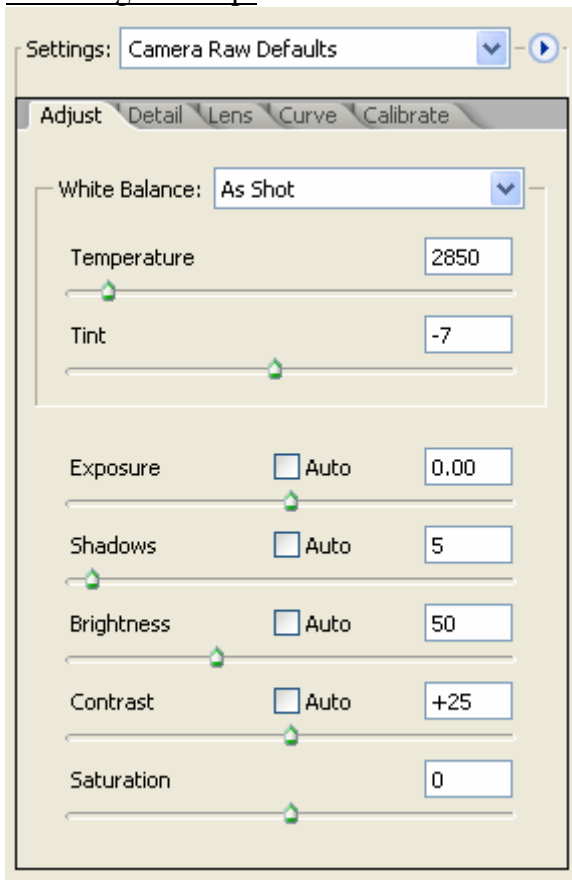 Settings: Camera Raw Defaults
Adjust Detail Lens Curve Calibrate
White Balance: As Shot
Temperature 2850
Tint -7
Exposure Auto 0.00
Shadows Auto 5
Brightness Auto 50
Contrast Auto +25
Saturation 0